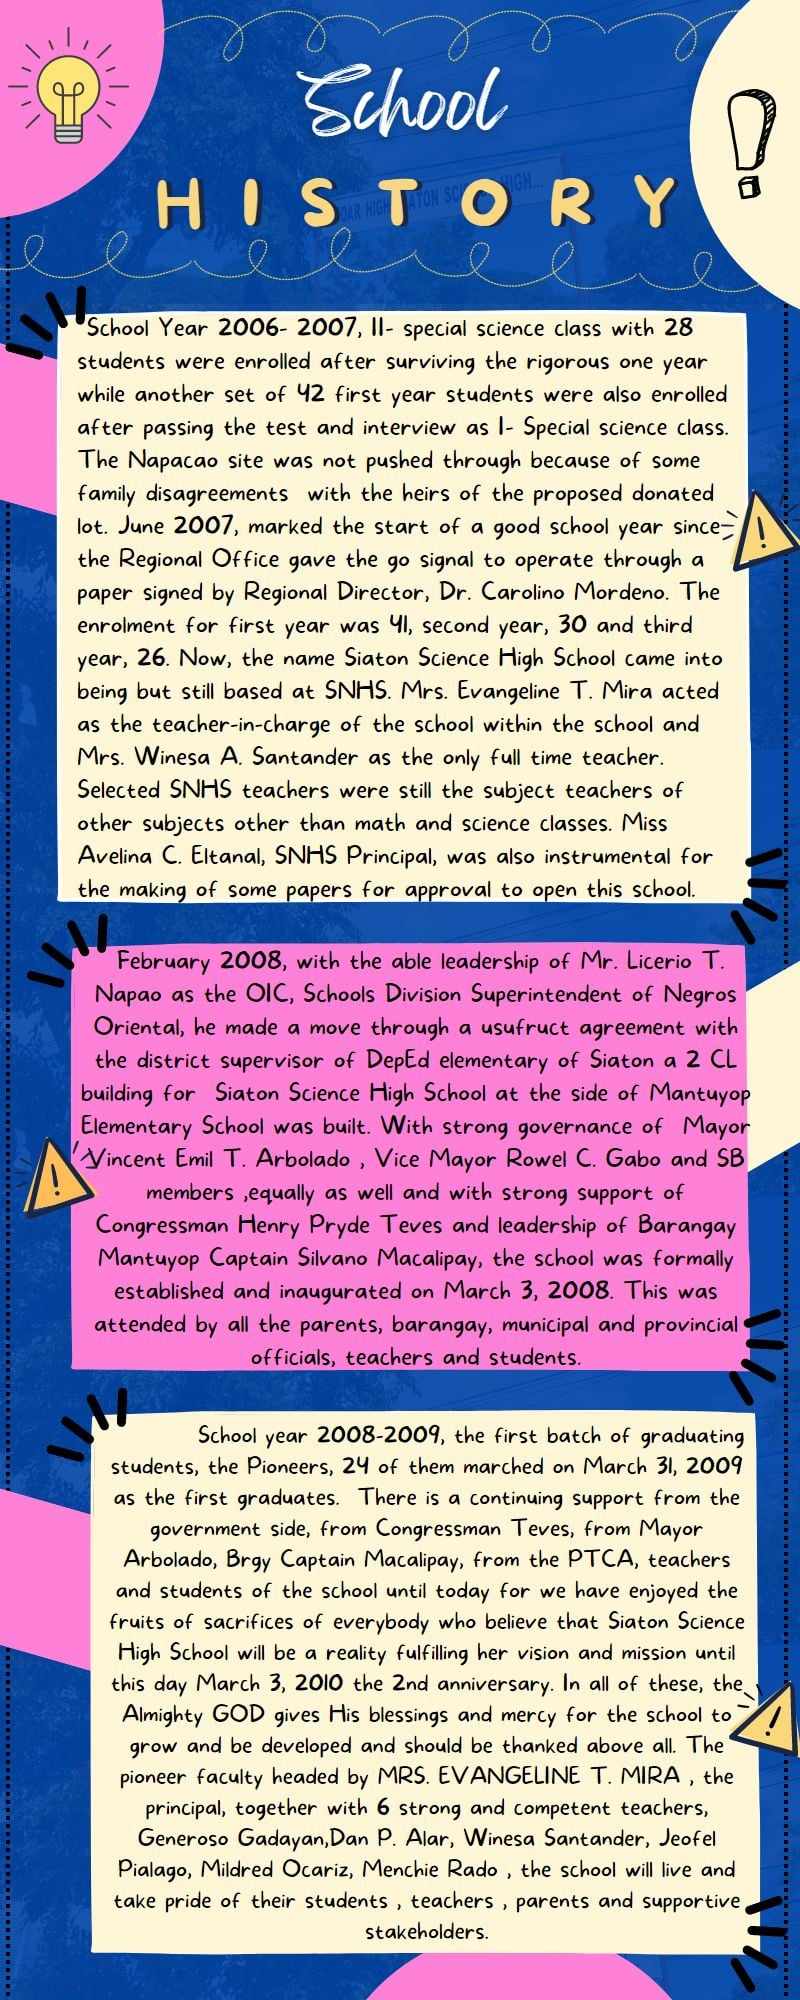 School
HISTORY
School Year 2006- 2007, II- special science class with 28
students were enrolled after surviving the rigorous one year
while another set of 42 first year students were also enrolled
after passing the test and interview as I- Special science class.
The Napacao site was not pushed through because of some
family disagreements with the heirs of the proposed donated
lot. June 2007, marked the start of a good school year since
the Regional Office gave the go signal to operate through a
paper signed by Regional Director, Dr. Carolino Mordeno. The
enrolment for first year was 41, second year, 30 and third
year, 26. Now, the name Siaton Science High School came into
being but still based at SNHS. Mrs. Evangeline T. Mira acted
as the teacher-in-charge of the school within the school and
Mrs. Winesa A. Santander as the only full time teacher.
Selected SNHS teachers were still the subject teachers of
other subjects other than math and science classes. Miss
Avelina C. Eltanal, SNHS Principal, was also instrumental for
the making of some papers for approval to open this school.
February 2008, with the able leadership of Mr. Licerio T.
Napao as the OIC, Schools Division Superintendent of Negros
Oriental, he made a move through a usufruct agreement with
the district supervisor of DepEd elementary of Siaton a 2 CL
building for Siaton Science High School at the side of Mantuyop
Elementary School was built. With strong governance of Mayor
Vincent Emil T. Arbolado , Vice Mayor Rowel C. Gabo and SB
members ,equally as well and with strong support of
Congressman Henry Pryde Teves and leadership of Barangay
Mantuyop Captain Silvano Macalipay, the school was formally
established and inaugurated on March 3, 2008. This was
attended by all the parents, barangay, municipal and provincial
officials, teachers and students.
School year 2008-2009, the first batch of graduating
students, the Pioneers, 24 of them marched on March 31, 2009
as the first graduates. There is a continuing support from the
government side, from Congressman Teves, from Mayor
Arbolado, Brgy Captain Macalipay, from the PTCA, teachers
and students of the school until today for we have enjoyed the
fruits of sacrifices of everybody who believe that Siaton Science
High School will be a reality fulfilling her vision and mission until
this day March 3, 2010 the 2nd anniversary. In all of these, the
Almighty GOD gives His blessings and mercy for the school to
grow and be developed and should be thanked above all. The
pioneer faculty headed by MRS. EVANGELINE T. MIRA , the
principal, together with 6 strong and competent teachers,
Generoso Gadayan,Dan P. Alar, Winesa Santander, Jeofel
Pialago, Mildred Ocariz, Menchie Rado , the school will live and
take pride of their students , teachers , parents and supportive
stakeholders.